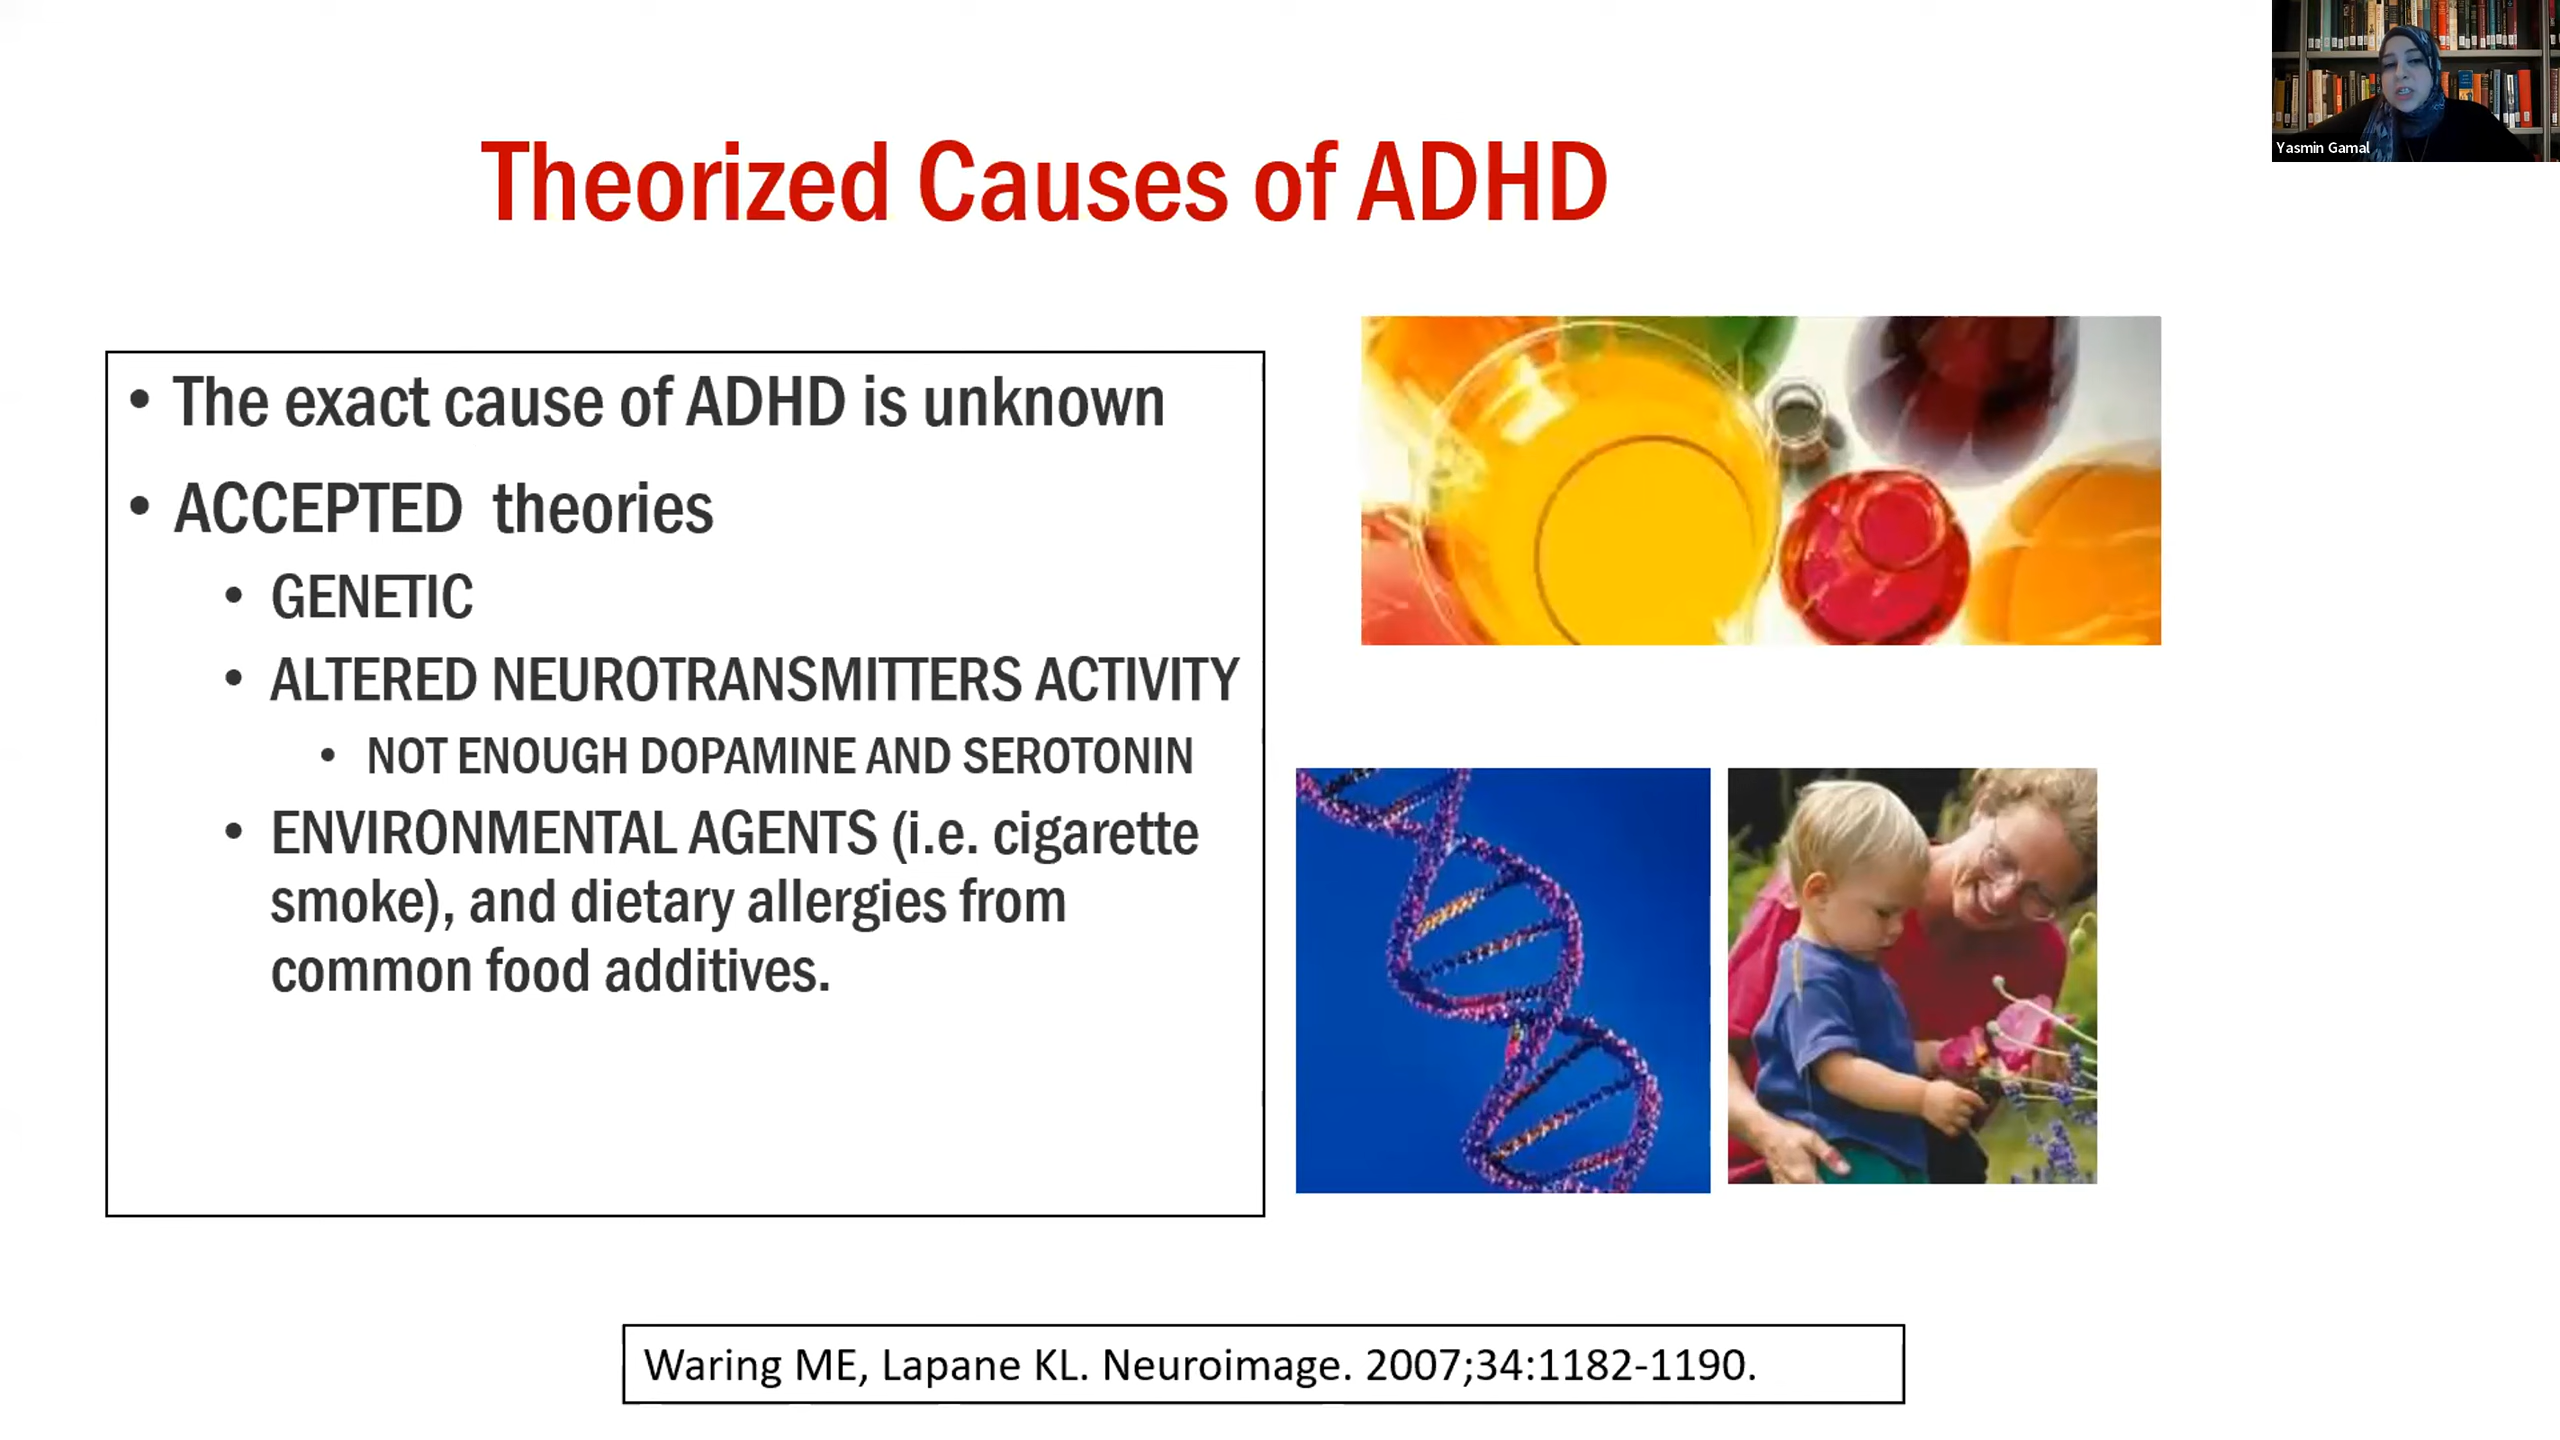 Yasmin Gamal
Theorized Causes of ADHD
• The exact cause of ADHD is unknown
• ACCEPTED theories
• GENETIC
• ALTERED NEUROTRANSMITTERS ACTIVITY
• NOT ENOUGH DOPAMINE AND SEROTONIN
• ENVIRONMENTAL AGENTS (i.e. cigarette
smoke), and dietary allergies from
common food additives.
Waring ME, Lapane KL. Neuroimage. 2007;34:1182-1190.